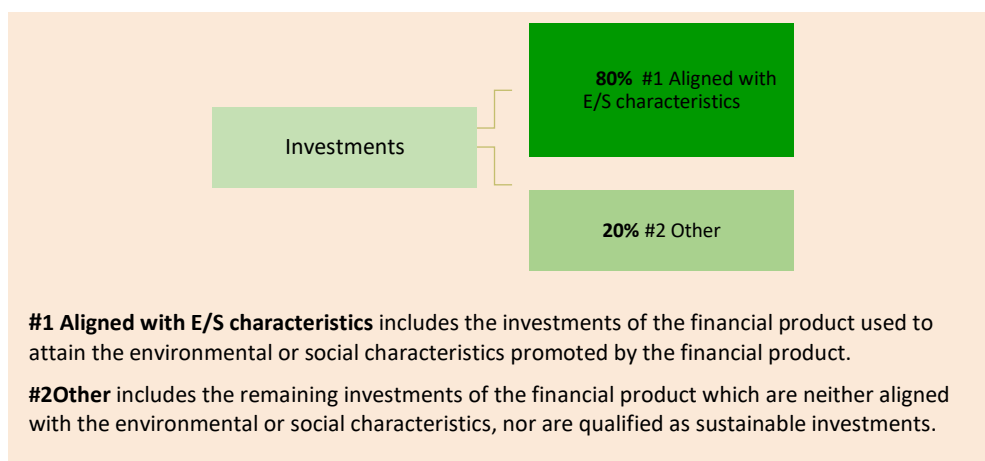 80% #1 Aligned with
E/S characteristics
Investments
20% #2 Other
#1 Aligned with E/S characteristics includes the investments of the financial product used to
attain the environmental or social characteristics promoted by the financial product.
#2Other includes the remaining investments of the financial product which are neither aligned
with the environmental or social characteristics, nor are qualified as sustainable investments.